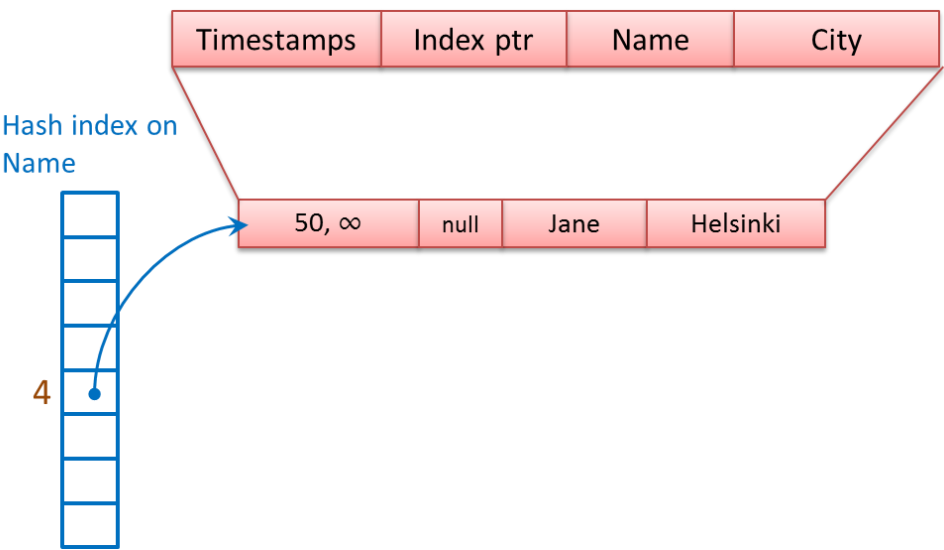 Timestamps Index ptr Name City
Hash index on
Name
50, ∞ null Jane Helsinki
4